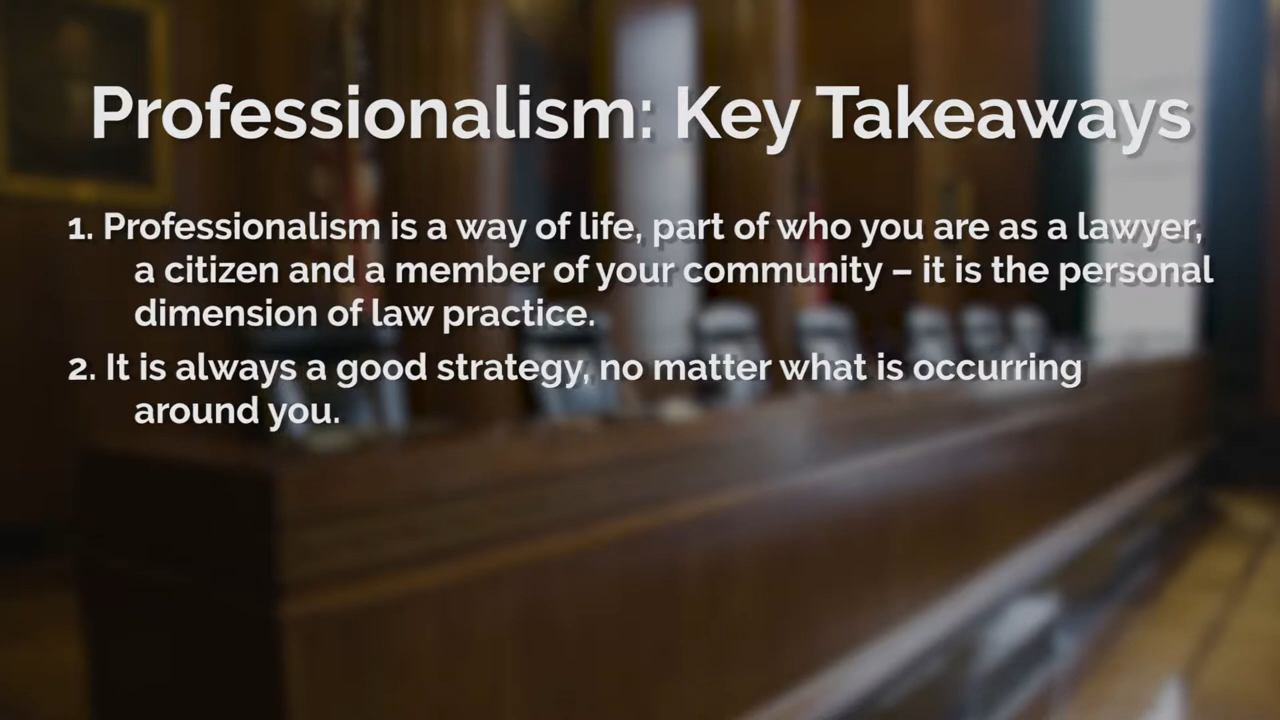 Professionalism: Key Takeaways
1. Professionalism is a way of life, part of who you are as a lawyer,
a citizen and a member of your community – it is the personal
dimension of law practice.
2. It is always a good strategy, no matter what is occurring
around you.